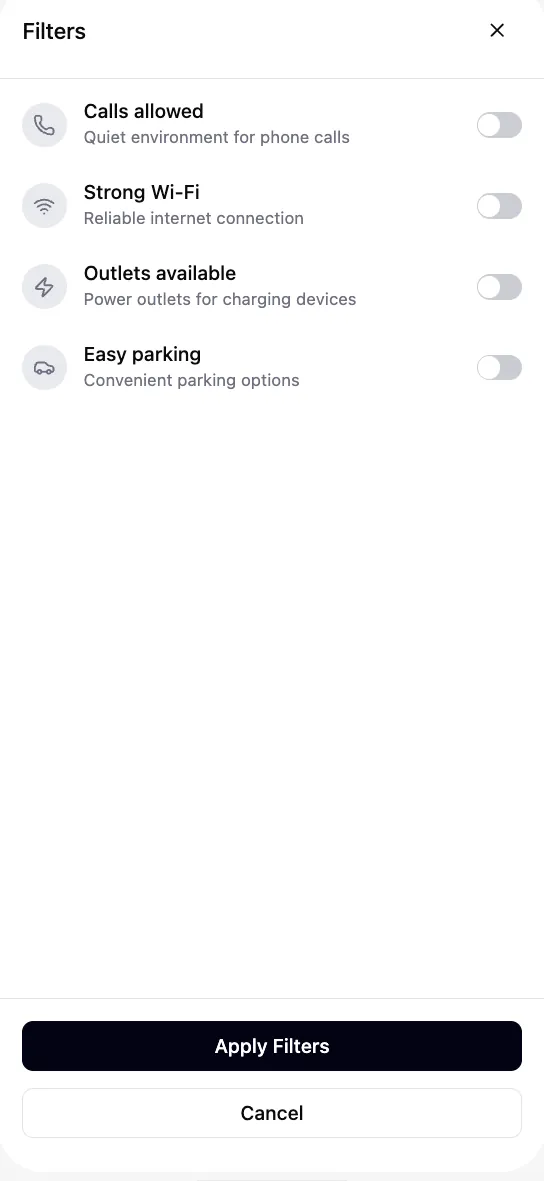 Filters
Calls allowed
Quiet environment for phone calls
Strong Wi-Fi
Reliable internet connection
Outlets available
Power outlets for charging devices
Easy parking
Convenient parking options
Apply Filters
Cancel